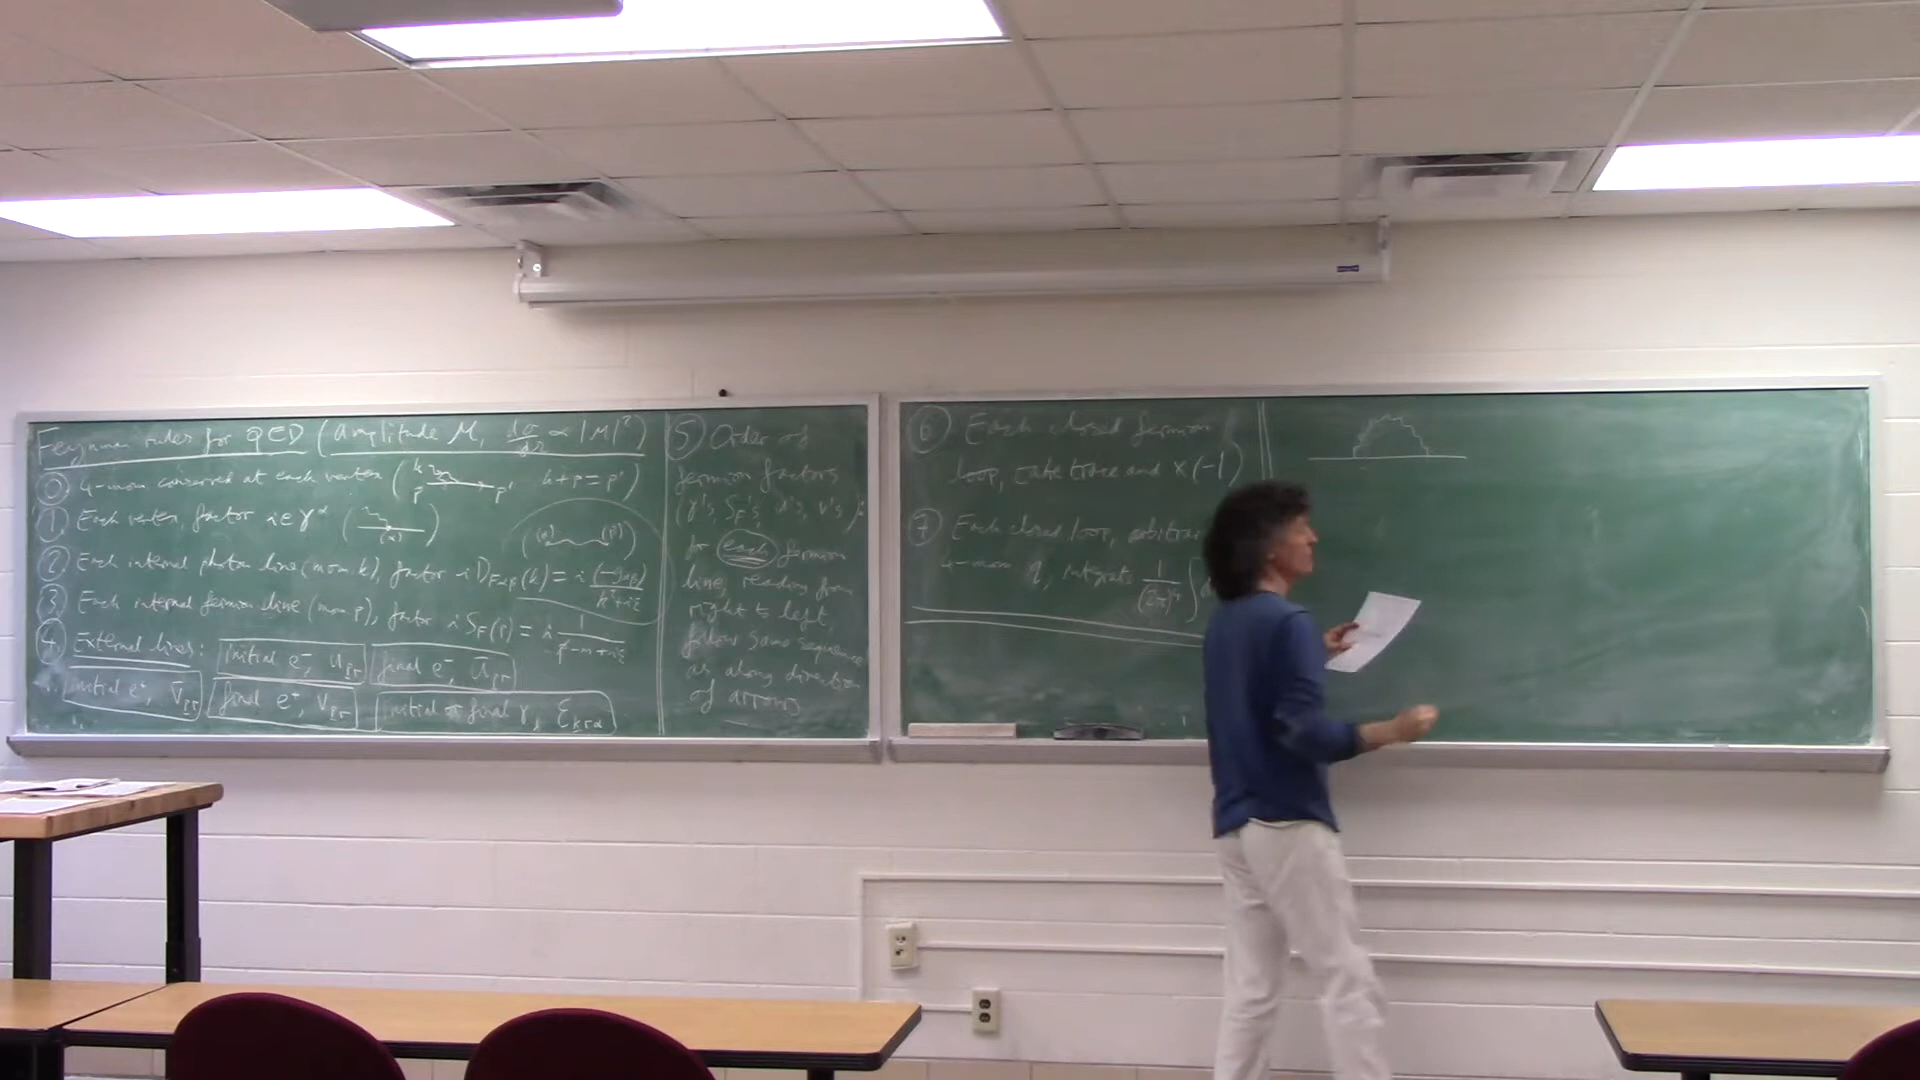 Feynman rules for QED (amplitude M, dσ/dΩ ∝ |M|²)
⓪ 4-mom conserved at each vertex ( k p p' k+p=p' )
① Each vertex, factor ieγ^α ( (α) )
② Each internal photon line (mom k), factor iD_Fαβ(k) = i (-g_αβ)/(k²+iε) ( (α) (β) )
③ Each internal fermion line (mom p), factor iS_F(p) = i 1/(p̸-m+iε)
④ External lines: initial e⁻, u_pr final e⁻, ū_pr
initial e⁺, v̄_pr final e⁺, v_pr initial or final γ, ε_krα
⑤ Order of
fermion factors
(γ's, S_F's, u's, v's):
for each fermion
line, reading from
right to left,
follow same sequence
as along direction
of arrows
⑥ Each closed fermion
loop, take trace and ×(-1)
⑦ Each closed loop,
4-mom q, integrate 1/(2π)⁴ ∫